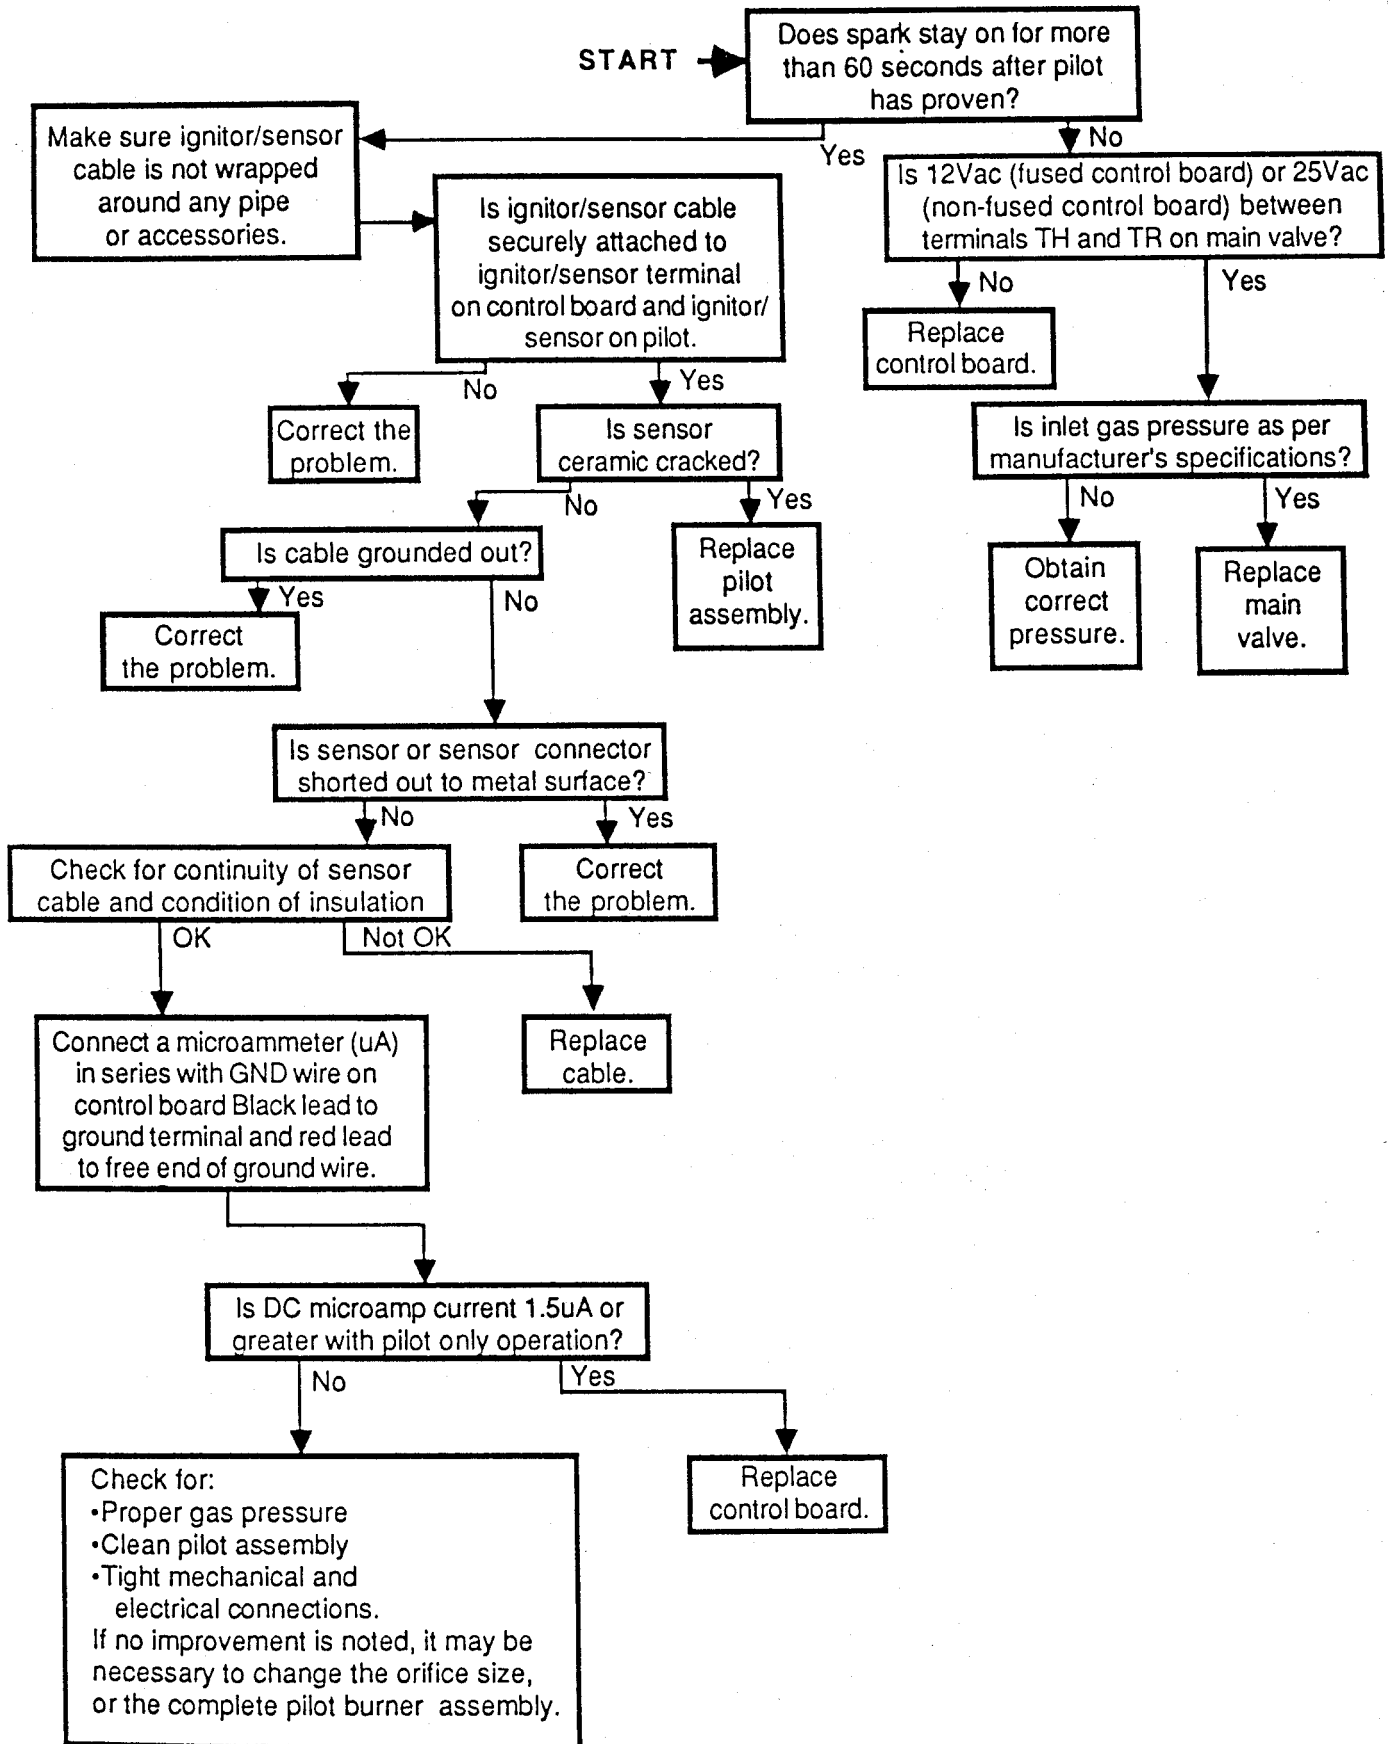 START
Does spark stay on for more
than 60 seconds after pilot
has proven?
Yes
No
Make sure ignitor/sensor
cable is not wrapped
around any pipe
or accessories.
Is 12Vac (fused control board) or 25Vac
(non-fused control board) between
terminals TH and TR on main valve?
Is ignitor/sensor cable
securely attached to
ignitor/sensor terminal
on control board and ignitor/
sensor on pilot.
No
Yes
Replace
control board.
No
Yes
Correct the
problem.
Is sensor
ceramic cracked?
Is inlet gas pressure as per
manufacturer's specifications?
No
Yes
No
Yes
Is cable grounded out?
Replace
pilot
assembly.
Obtain
correct
pressure.
Replace
main
valve.
Yes
No
Correct
the problem.
Is sensor or sensor connector
shorted out to metal surface?
No
Yes
Check for continuity of sensor
cable and condition of insulation
Correct
the problem.
OK
Not OK
Connect a microammeter (uA)
in series with GND wire on
control board Black lead to
ground terminal and red lead
to free end of ground wire.
Replace
cable.
Is DC microamp current 1.5uA or
greater with pilot only operation?
No
Yes
Check for:
•Proper gas pressure
•Clean pilot assembly
•Tight mechanical and
electrical connections.
If no improvement is noted, it may be
necessary to change the orifice size,
or the complete pilot burner assembly.
Replace
control board.